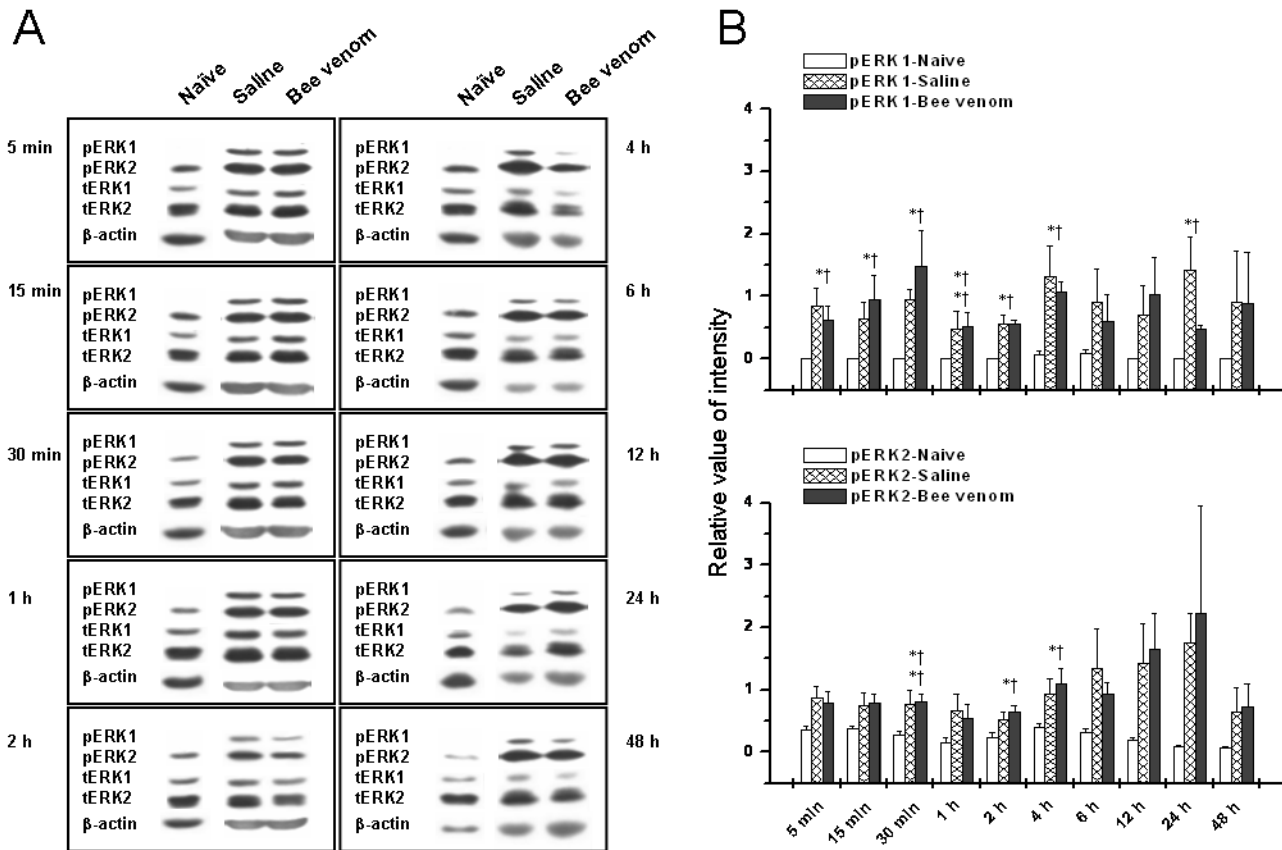 A
Naïve Saline Bee venom
Naïve Saline Bee venom
5 min
pERK1
pERK2
tERK1
tERK2
β-actin
pERK1
pERK2
tERK1
tERK2
β-actin
4 h
15 min
pERK1
pERK2
tERK1
tERK2
β-actin
pERK1
pERK2
tERK1
tERK2
β-actin
6 h
30 min
pERK1
pERK2
tERK1
tERK2
β-actin
pERK1
pERK2
tERK1
tERK2
β-actin
12 h
1 h
pERK1
pERK2
tERK1
tERK2
β-actin
pERK1
pERK2
tERK1
tERK2
β-actin
24 h
2 h
pERK1
pERK2
tERK1
tERK2
β-actin
pERK1
pERK2
tERK1
tERK2
β-actin
48 h
B
pERK1-Naive
pERK1-Saline
pERK1-Bee venom
Relative value of intensity
4
3
2
1
0
*† *† *† *† *† *† *† *†
pERK2-Naive
pERK2-Saline
pERK2-Bee venom
4
3
2
1
0
*† *† *† *†
5 min 15 min 30 min 1 h 2 h 4 h 6 h 12 h 24 h 48 h